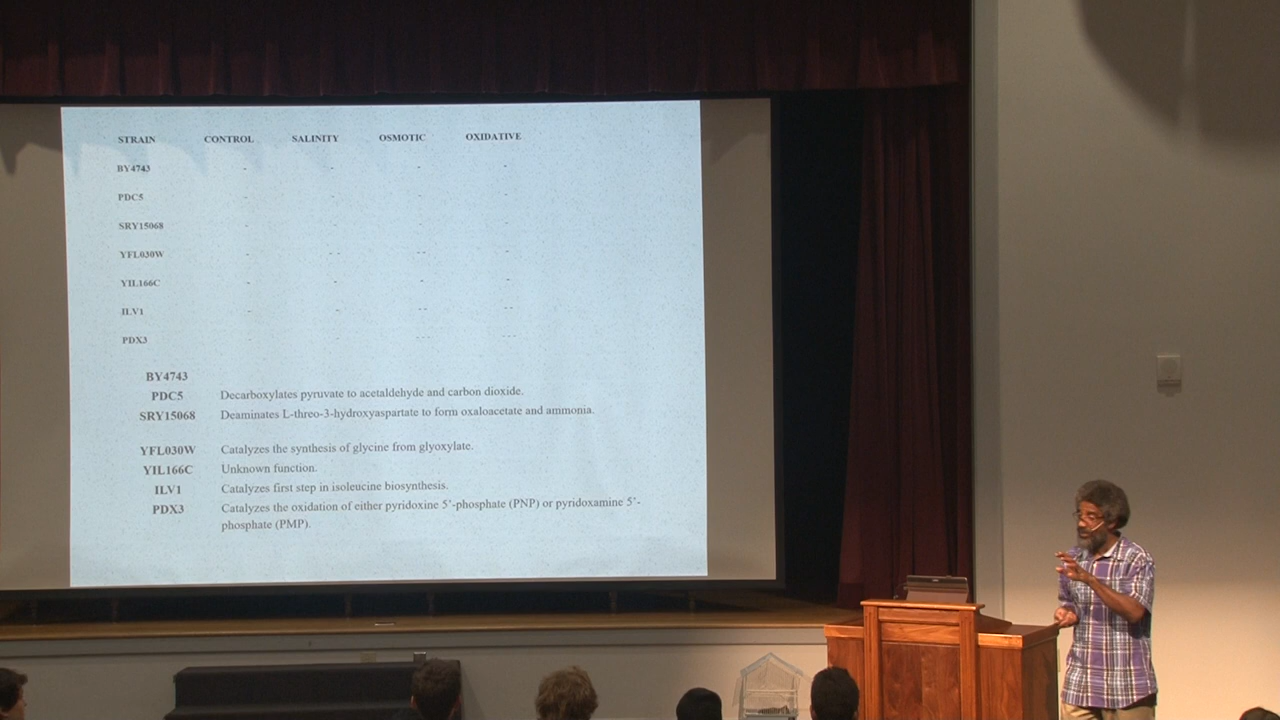 STRAIN CONTROL SALINITY OSMOTIC OXIDATIVE
BY4743 - - - -
PDC5 - - - -
SRY15068 - - - -
YFL030W - -- -- --
YIL166C - - - -
ILV1 - - -- --
PDX3 - - --- ---
BY4743
PDC5 Decarboxylates pyruvate to acetaldehyde and carbon dioxide.
SRY15068 Deaminates L-threo-3-hydroxyaspartate to form oxaloacetate and ammonia.
YFL030W Catalyzes the synthesis of glycine from glyoxylate.
YIL166C Unknown function.
ILV1 Catalyzes first step in isoleucine biosynthesis.
PDX3 Catalyzes the oxidation of either pyridoxine 5'-phosphate (PNP) or pyridoxamine 5'-
phosphate (PMP).